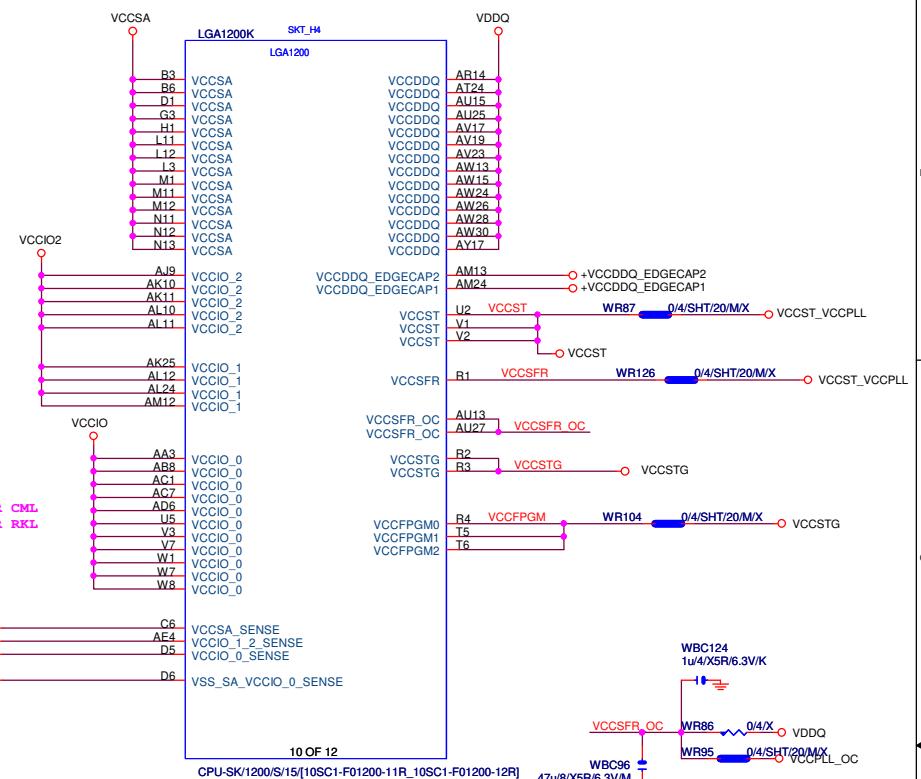 VCCSA
VDDQ
LGA1200K
SKT_H4
LGA1200
B3 VCCSA VCCDDQ AR14
B6 VCCSA VCCDDQ AT24
D1 VCCSA VCCDDQ AU15
G3 VCCSA VCCDDQ AU25
H1 VCCSA VCCDDQ AV17
L11 VCCSA VCCDDQ AV19
L12 VCCSA VCCDDQ AV23
L3 VCCSA VCCDDQ AW13
M1 VCCSA VCCDDQ AW15
M11 VCCSA VCCDDQ AW24
M12 VCCSA VCCDDQ AW26
N11 VCCSA VCCDDQ AW28
N12 VCCSA VCCDDQ AW30
N13 VCCSA VCCDDQ AY17
VCCIO2
AJ9 VCCIO_2 VCCDDQ_EDGECAP2 AM13 +VCCDDQ_EDGECAP2
AK10 VCCIO_2 VCCDDQ_EDGECAP1 AM24 +VCCDDQ_EDGECAP1
AK11 VCCIO_2
AL10 VCCIO_2 VCCST U2 VCCST WR87 0/4/SHT/20/M/X VCCST_VCCPLL
AL11 VCCIO_2 VCCST V1
VCCST V2
VCCST
AK25 VCCIO_1
AL12 VCCIO_1 VCCSFR R1 VCCSFR WR126 0/4/SHT/20/M/X VCCST_VCCPLL
AL24 VCCIO_1
AM12 VCCIO_1
VCCIO
VCCSFR_OC AU13
VCCSFR_OC AU27 VCCSFR_OC
AA3 VCCIO_0 VCCSTG R2
AB8 VCCIO_0 VCCSTG R3 VCCSTG VCCSTG
AC1 VCCIO_0
AC7 VCCIO_0
AD6 VCCIO_0
R CML
U5 VCCIO_0 VCCFPGM0 R4 VCCFPGM WR104 0/4/SHT/20/M/X VCCSTG
R RKL
V3 VCCIO_0 VCCFPGM1 T5
V7 VCCIO_0 VCCFPGM2 T6
W1 VCCIO_0
W7 VCCIO_0
W8 VCCIO_0
C6 VCCSA_SENSE
AE4 VCCIO_1_2_SENSE
D5 VCCIO_0_SENSE
D6 VSS_SA_VCCIO_0_SENSE
WBC124
1u/4/X5R/6.3V/K
VCCSFR_OC WR86 0/4/X VDDQ
WR95 0/4/SHT/20/M/X VCCPLL_OC
10 OF 12
WBC96
47u/8/X5R/6.3V/M
CPU-SK/1200/S/15/[10SC1-F01200-11R_10SC1-F01200-12R]